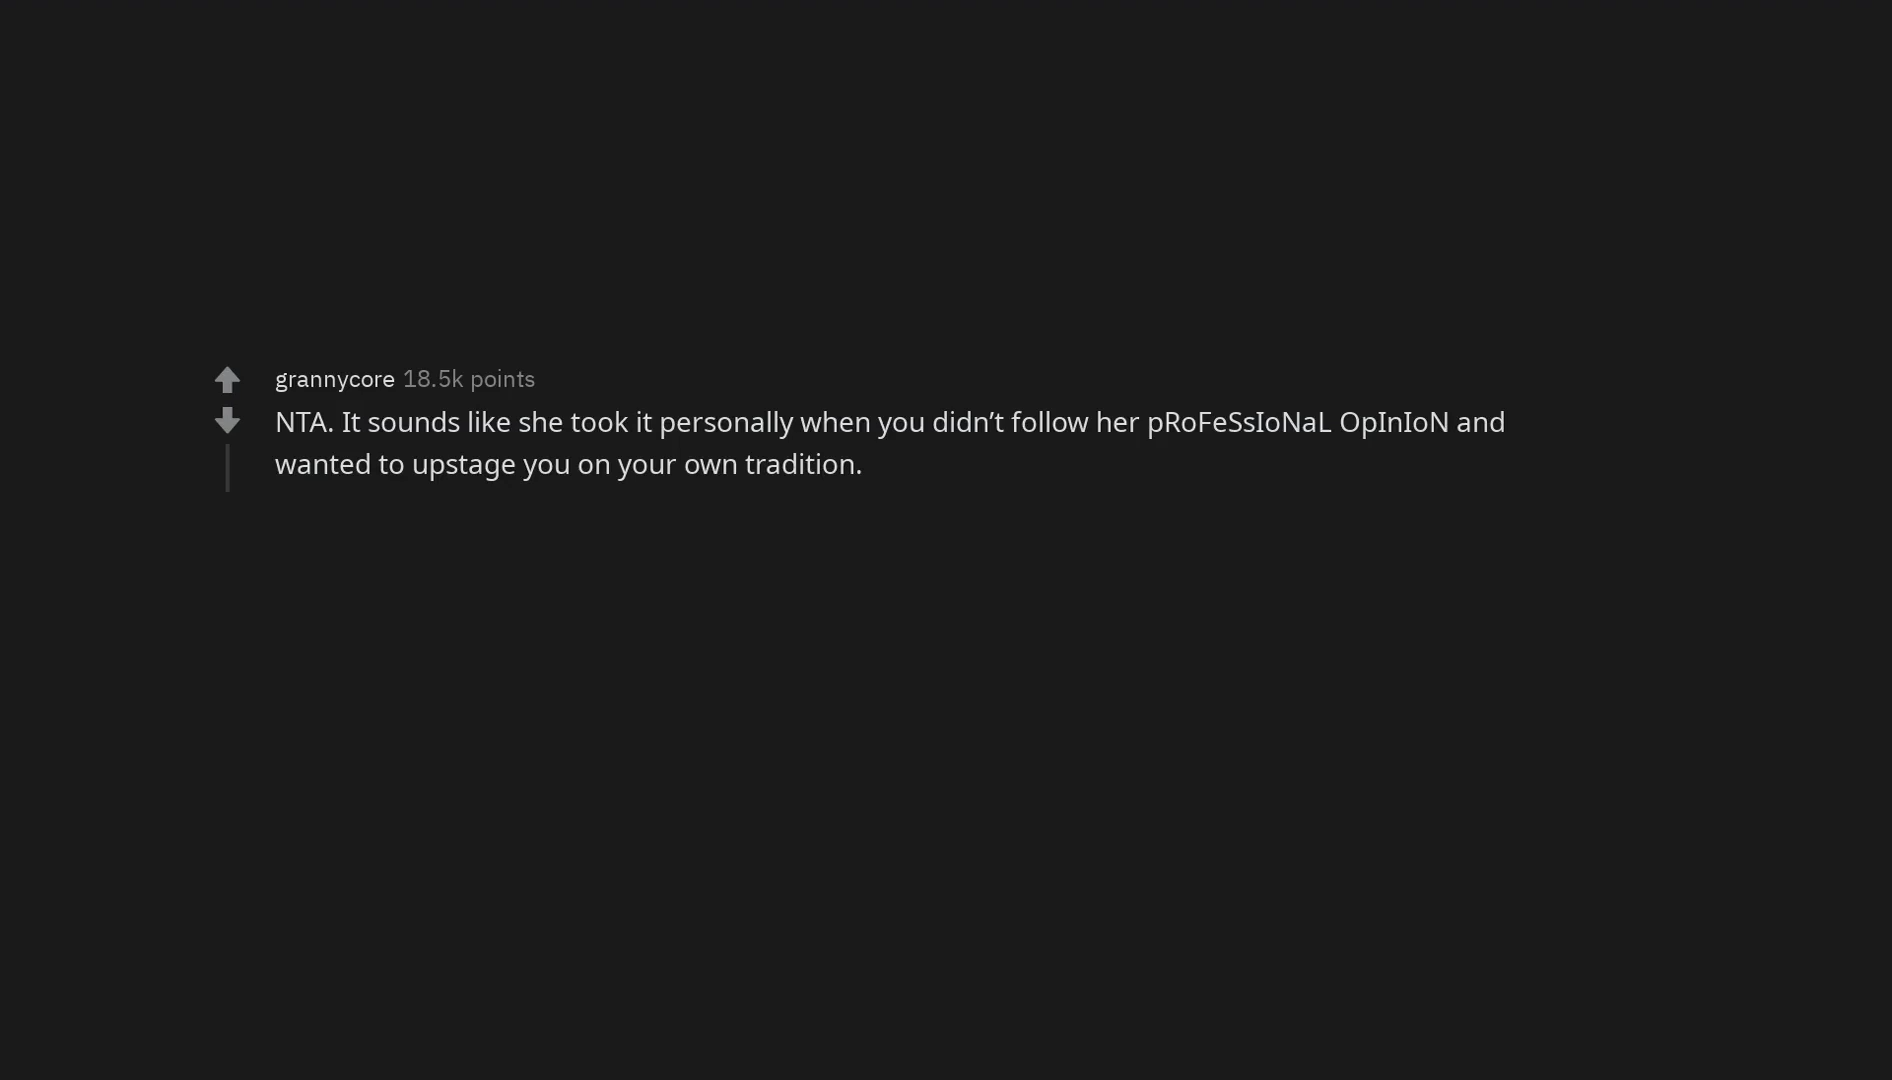 grannycore 18.5k points
NTA. It sounds like she took it personally when you didn’t follow her pRoFeSsIoNaL OpInIoN and
wanted to upstage you on your own tradition.